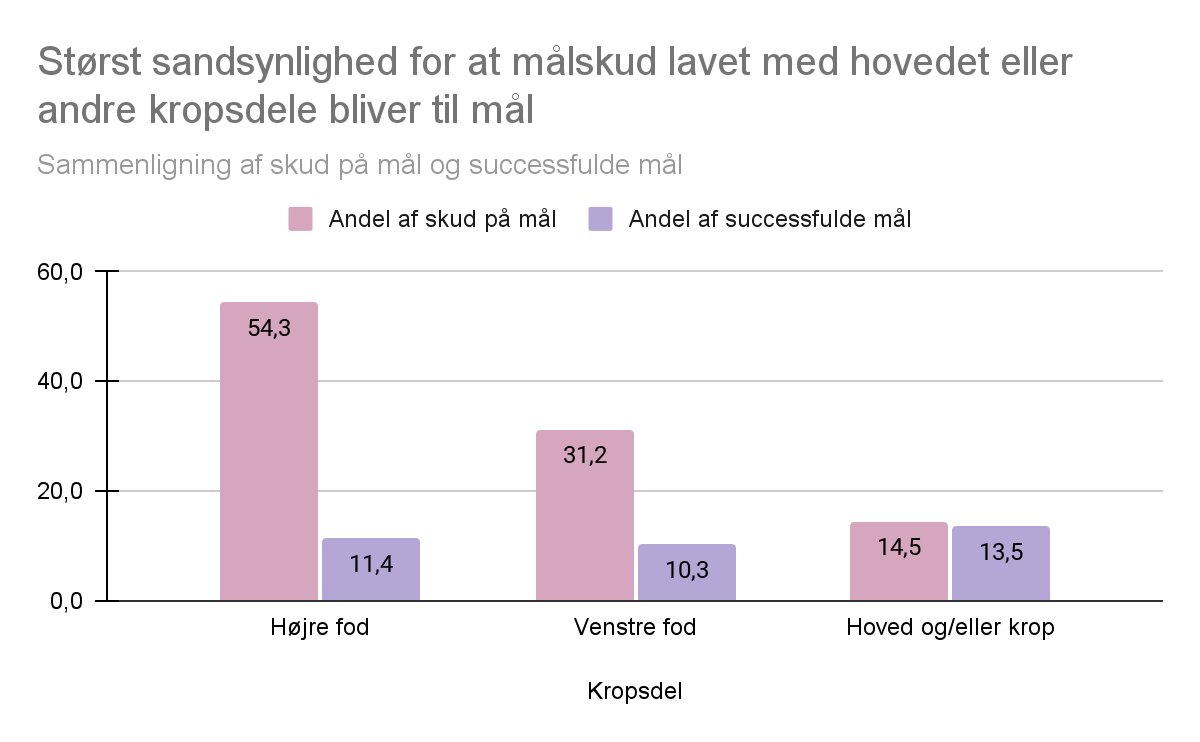 Størst sandsynlighed for at målskud lavet med hovedet eller
andre kropsdele bliver til mål
Sammenligning af skud på mål og successfulde mål
Andel af skud på mål
Andel af successfulde mål
60,0
40,0
20,0
0,0
54,3
11,4
31,2
10,3
14,5
13,5
Højre fod
Venstre fod
Hoved og/eller krop
Kropsdel